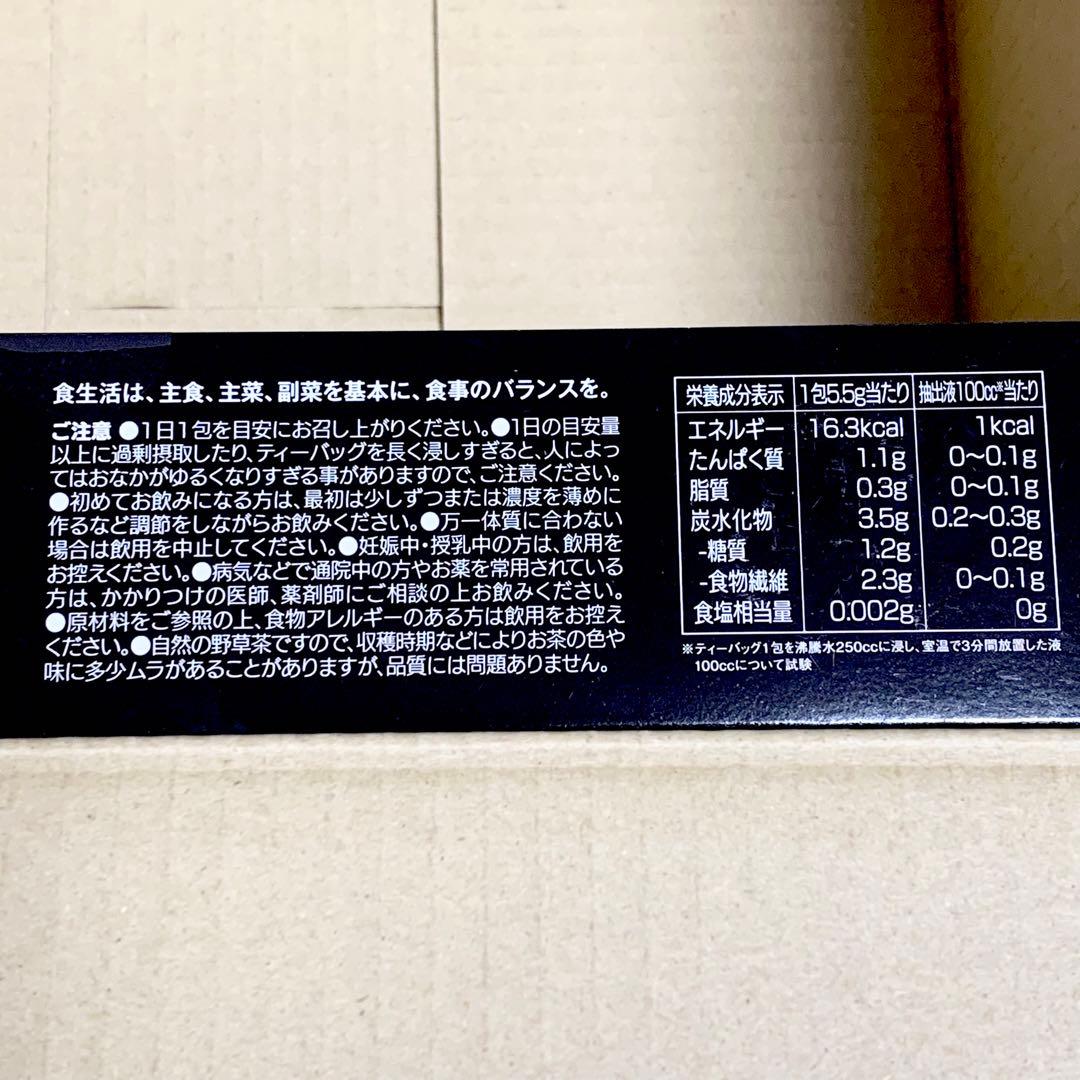 食生活は、主食、主菜、副菜を基本に、食事のバランスを。
ご注意 ●1日1包を目安にお召し上がりください。●1日の目安量
以上に過剰摂取したり、ティーバッグを長く浸しすぎると、人によっ
てはおなかがゆるくなりすぎる事がありますので、ご注意ください。
●初めてお飲みになる方は、最初は少しずつまたは濃度を薄めに
作るなど調節をしながらお飲みください。●万一体質に合わない
場合は飲用を中止してください。●妊娠中・授乳中の方は、飲用を
お控えください。●病気などで通院中の方やお薬を常用されている
方は、かかりつけの医師、薬剤師にご相談の上お飲みください。
●原材料をご参照の上、食物アレルギーのある方は飲用をお控え
ください。●自然の野草茶ですので、収穫時期などによりお茶の色や
味に多少ムラがあることがありますが、品質には問題ありません。
栄養成分表示 1包5.5g当たり 抽出液100cc※当たり
エネルギー 16.3kcal 1kcal
たんぱく質 1.1g 0〜0.1g
脂質 0.3g 0〜0.1g
炭水化物 3.5g 0.2〜0.3g
-糖質 1.2g 0.2g
-食物繊維 2.3g 0〜0.1g
食塩相当量 0.002g 0g
※ティーバッグ1包を沸騰水250ccに浸し、室温で3分間放置した液
100ccについて試験